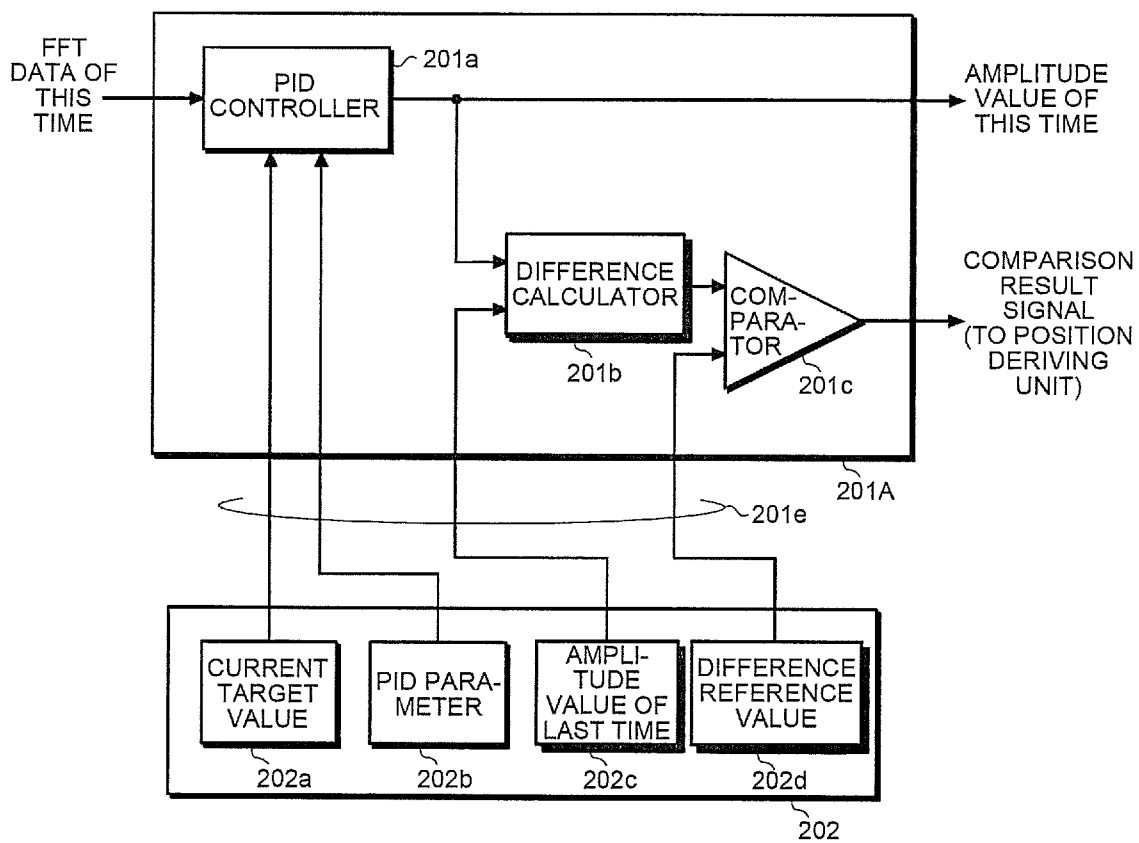 FFT
DATA OF
THIS
TIME
PID
CONTROLLER
201a
AMPLITUDE
VALUE OF
THIS TIME
DIFFERENCE
CALCULATOR
201b
COM-
PARA-
TOR
201c
COMPARISON
RESULT
SIGNAL
(TO POSITION
DERIVING
UNIT)
201A
201e
CURRENT
TARGET
VALUE
202a
PID PARA-
METER
202b
AMPLI-
TUDE
VALUE OF
LAST TIME
202c
DIFFERENCE
REFERENCE
VALUE
202d
202